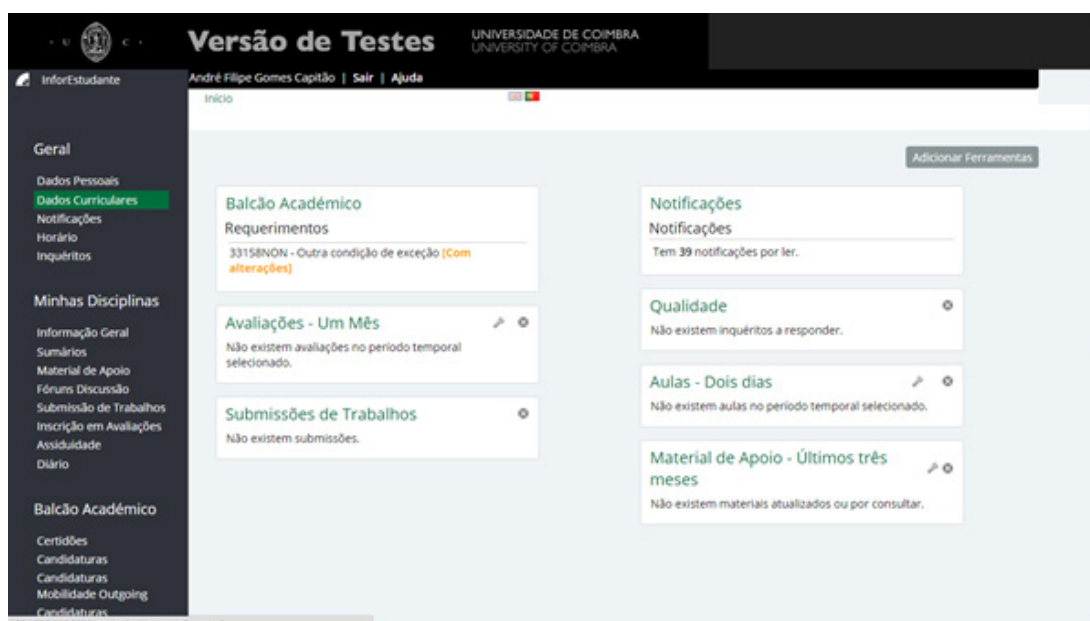 · U C ·
Versão de Testes
UNIVERSIDADE DE COIMBRA
UNIVERSITY OF COIMBRA
InforEstudante
André Filipe Gomes Capitão | Sair | Ajuda
Início
Geral
Dados Pessoais
Dados Curriculares
Notificações
Horário
Inquéritos
Minhas Disciplinas
Informação Geral
Sumários
Material de Apoio
Fóruns Discussão
Submissão de Trabalhos
Inscrição em Avaliações
Assiduidade
Diário
Balcão Académico
Certidões
Candidaturas
Candidaturas
Mobilidade Outgoing
Candidaturas
Adicionar Ferramentas
Balcão Académico
Requerimentos
33158NON - Outra condição de exceção [Com
alterações]
Avaliações - Um Mês
Não existem avaliações no período temporal
selecionado.
Submissões de Trabalhos
Não existem submissões.
Notificações
Notificações
Tem 39 notificações por ler.
Qualidade
Não existem inquéritos a responder.
Aulas - Dois dias
Não existem aulas no período temporal selecionado.
Material de Apoio - Últimos três
meses
Não existem materiais atualizados ou por consultar.